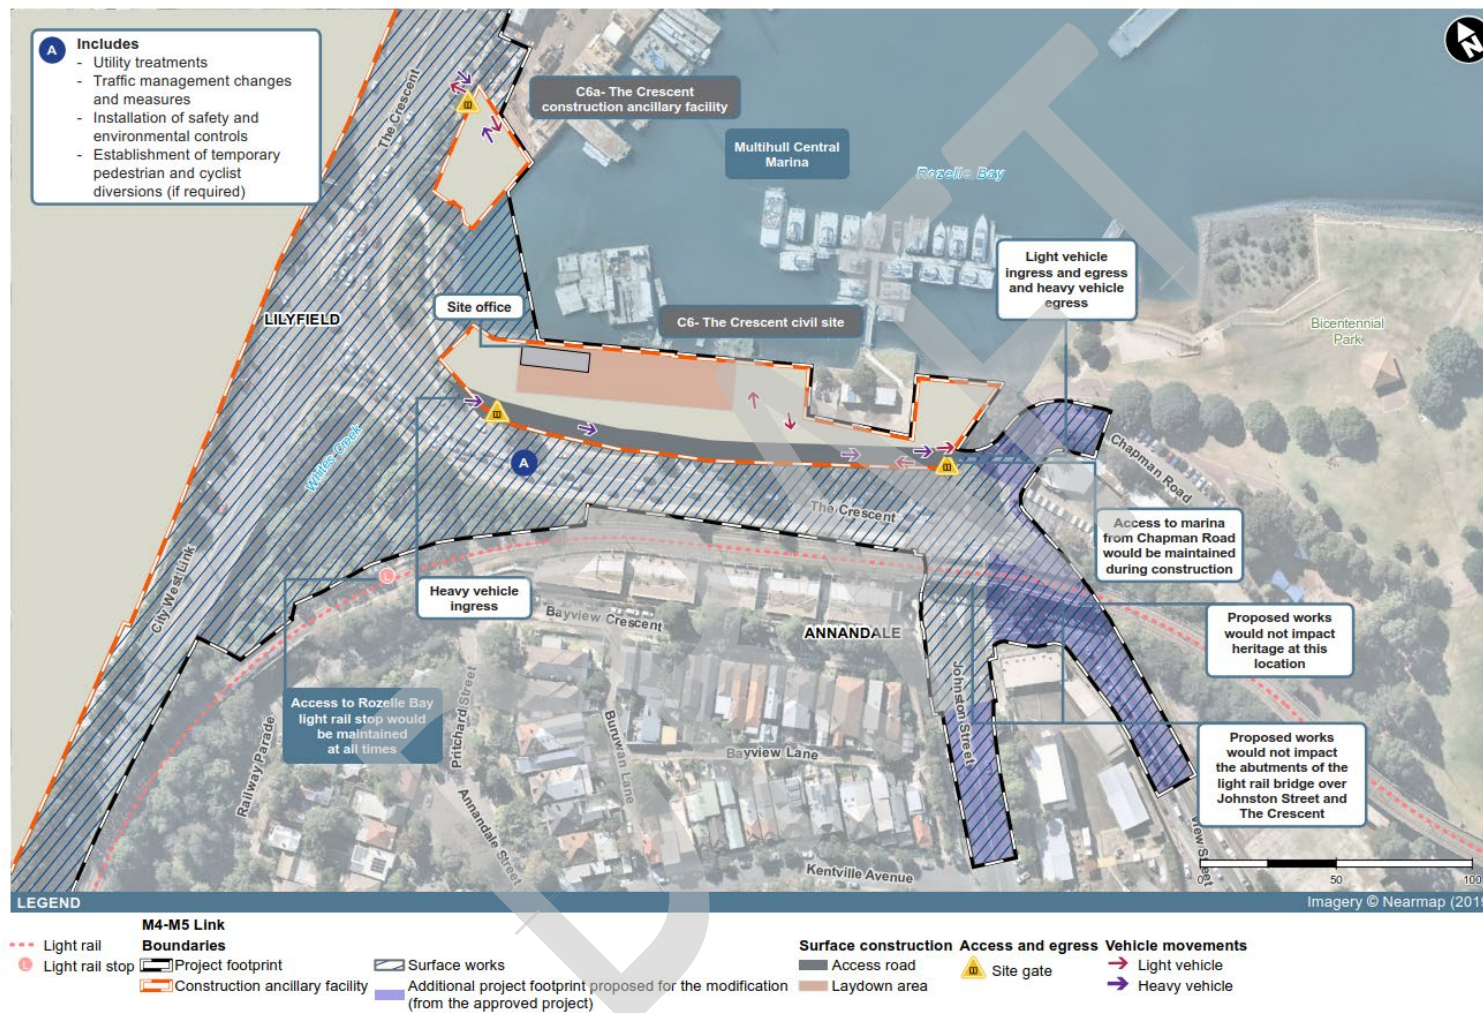 A
Includes
- Utility treatments
- Traffic management changes
and measures
- Installation of safety and
environmental controls
- Establishment of temporary
pedestrian and cyclist
diversions (if required)
The Crescent
C6a- The Crescent
construction ancillary facility
Multihull Central
Marina
Rozelle Bay
N
Light vehicle
ingress and egress
and heavy vehicle
egress
Site office
LILYFIELD
C6- The Crescent civil site
Bicentennial
Park
Whites Creek
A
Chapman Road
The Crescent
Access to marina
from Chapman Road
would be maintained
during construction
City West Link
L
Heavy vehicle
ingress
Bayview Crescent
ANNANDALE
Proposed works
would not impact
heritage at this
location
Johnston Street
Access to Rozelle Bay
light rail stop would
be maintained
at all times
Pritchard Street
Railway Parade
Buruwan Lane
Bayview Lane
Proposed works
would not impact
the abutments of the
light rail bridge over
Johnston Street and
The Crescent
Annandale Street
View Street
Kentville Avenue
0 50 100
DRAFT
LEGEND
Imagery © Nearmap (2019
Light rail
L Light rail stop
M4-M5 Link
Boundaries
Project footprint
Construction ancillary facility
Surface works
Additional project footprint proposed for the modification
(from the approved project)
Surface construction
Access road
Laydown area
Access and egress
Site gate
Vehicle movements
Light vehicle
Heavy vehicle